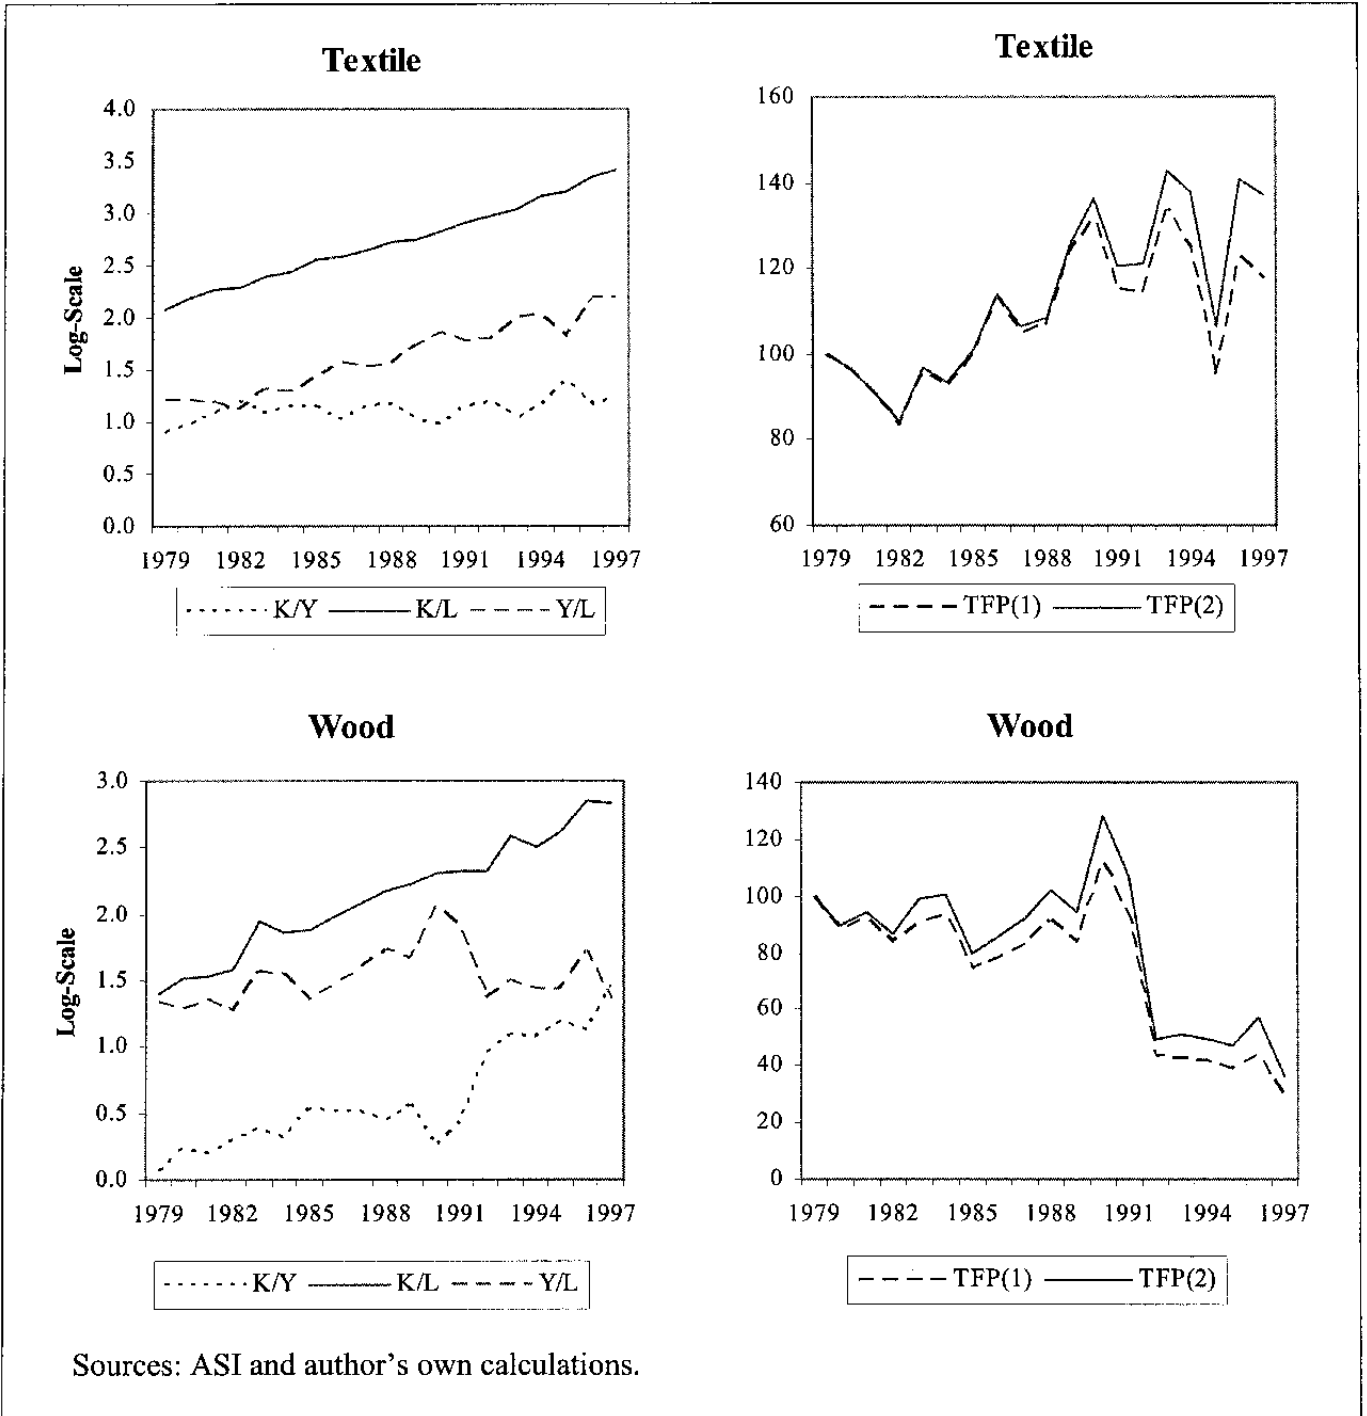 Textile
4.0
3.5
3.0
2.5
2.0
1.5
1.0
0.5
0.0
Log-Scale
1979 1982 1985 1988 1991 1994 1997
K/Y K/L Y/L
Textile
160
140
120
100
80
60
1979 1982 1985 1988 1991 1994 1997
TFP(1) TFP(2)
Wood
3.0
2.5
2.0
1.5
1.0
0.5
0.0
Log-Scale
1979 1982 1985 1988 1991 1994 1997
K/Y K/L Y/L
Wood
140
120
100
80
60
40
20
0
1979 1982 1985 1988 1991 1994 1997
TFP(1) TFP(2)
Sources: ASI and author's own calculations.